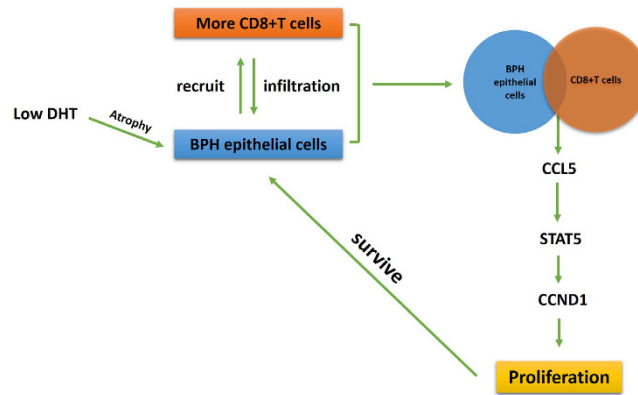 More CD8+T cells
recruit
infiltration
Low DHT
Atrophy
BPH epithelial cells
BPH
epithelial
cells
CD8+T cells
CCL5
STAT5
CCND1
survive
Proliferation